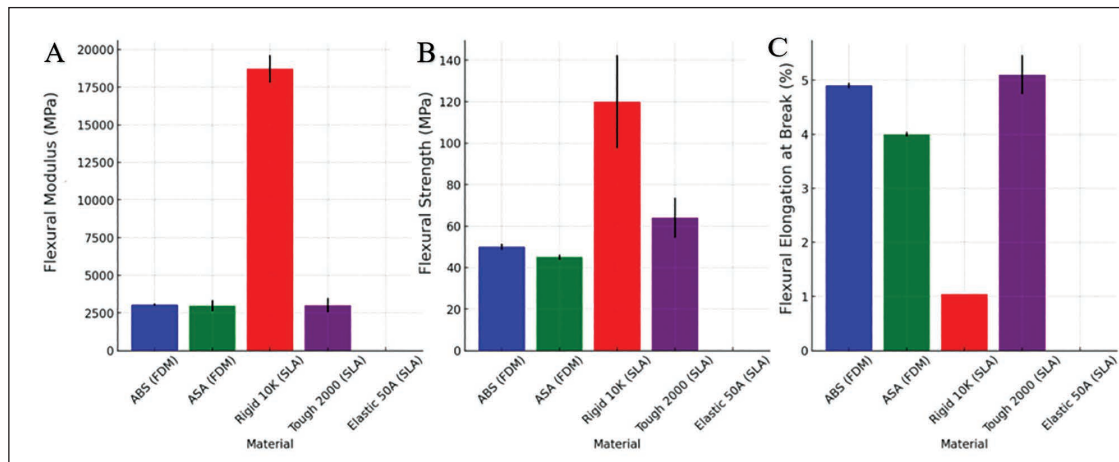 A
Flexural Modulus (MPa)
20000
17500
15000
12500
10000
7500
5000
2500
0
ABS (FDM)
ASA (FDM)
Rigid 10K (SLA)
Tough 2000 (SLA)
Elastic 50A (SLA)
Material
B
Flexural Strength (MPa)
140
120
100
80
60
40
20
0
ABS (FDM)
ASA (FDM)
Rigid 10K (SLA)
Tough 2000 (SLA)
Elastic 50A (SLA)
Material
C
Flexural Elongation at Break (%)
5
4
3
2
1
0
ABS (FDM)
ASA (FDM)
Rigid 10K (SLA)
Tough 2000 (SLA)
Elastic 50A (SLA)
Material